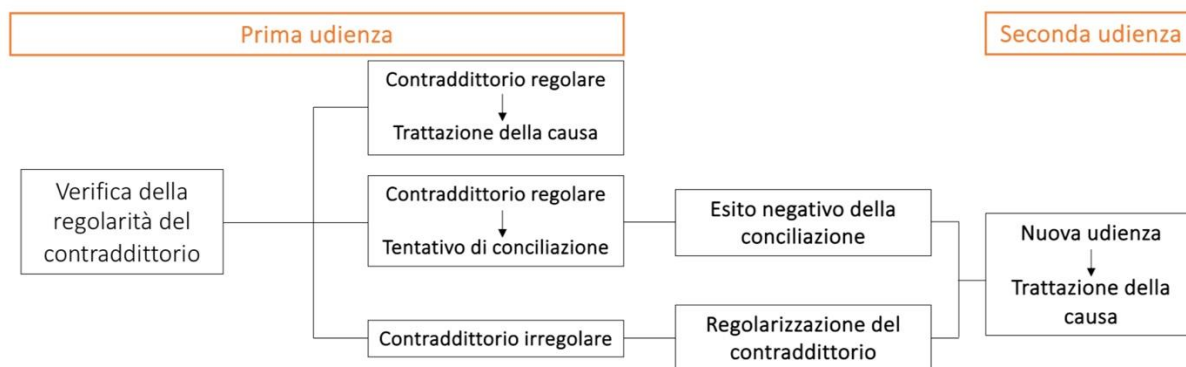 Prima udienza
Seconda udienza
Contraddittorio regolare
Trattazione della causa
Verifica della
regolarità del
contraddittorio
Contraddittorio regolare
Tentativo di conciliazione
Esito negativo della
conciliazione
Nuova udienza
Trattazione della
causa
Contraddittorio irregolare
Regolarizzazione del
contraddittorio